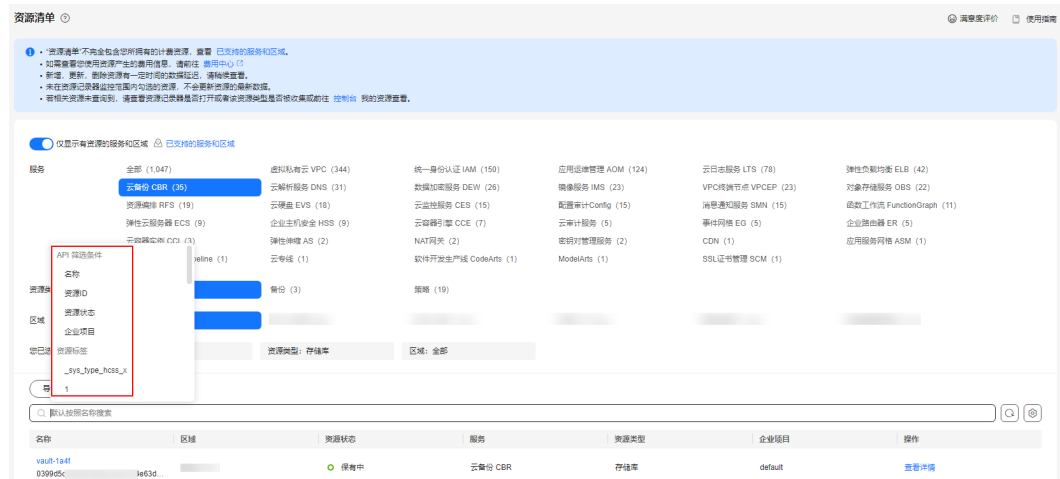 资源清单
满意度评价 使用指南
• “资源清单”不完全包含您所拥有的计费资源，查看 已支持的服务和区域。
• 如需查看您使用资源产生的费用信息，请前往 费用中心
• 新增，更新，删除资源有一定时间的数据延迟，请稍候查看。
• 未在资源记录器监控范围内勾选的资源，不会更新资源的最新数据。
• 若相关资源未查询到，请查看资源记录器是否打开或者该资源类型是否被收集或前往 控制台 我的资源查看。
仅显示有资源的服务和区域 已支持的服务和区域
服务 全部 (1,047) 虚拟私有云 VPC (344) 统一身份认证 IAM (150) 应用运维管理 AOM (124) 云日志服务 LTS (78) 弹性负载均衡 ELB (42)
云备份 CBR (35) 云解析服务 DNS (31) 数据加密服务 DEW (26) 镜像服务 IMS (23) VPC终端节点 VPCEP (23) 对象存储服务 OBS (22)
资源编排 RFS (19) 云硬盘 EVS (18) 云监控服务 CES (15) 配置审计Config (15) 消息通知服务 SMN (15) 函数工作流 FunctionGraph (11)
弹性云服务器 ECS (9) 企业主机安全 HSS (9) 云容器引擎 CCE (7) 云审计服务 (5) 事件网格 EG (5) 企业路由器 ER (5)
云容器实例 CCI (3) 弹性伸缩 AS (2) NAT网关 (2) 密钥对管理服务 (2) CDN (1) 应用服务网格 ASM (1)
peline (1) 云专线 (1) 软件开发生产线 CodeArts (1) ModelArts (1) SSL证书管理 SCM (1)
API 筛选条件
名称
资源ID
资源状态
企业项目
资源标签
_sys_type_hcss_x
1
资源类 备份 (3) 策略 (19)
区域
您已选 资源类型: 存储库 区域: 全部
导
默认按照名称搜索
名称 区域 资源状态 服务 资源类型 企业项目 操作
vault-1a4f 保有中 云备份 CBR 存储库 default 查看详情
0399d5c e63d...